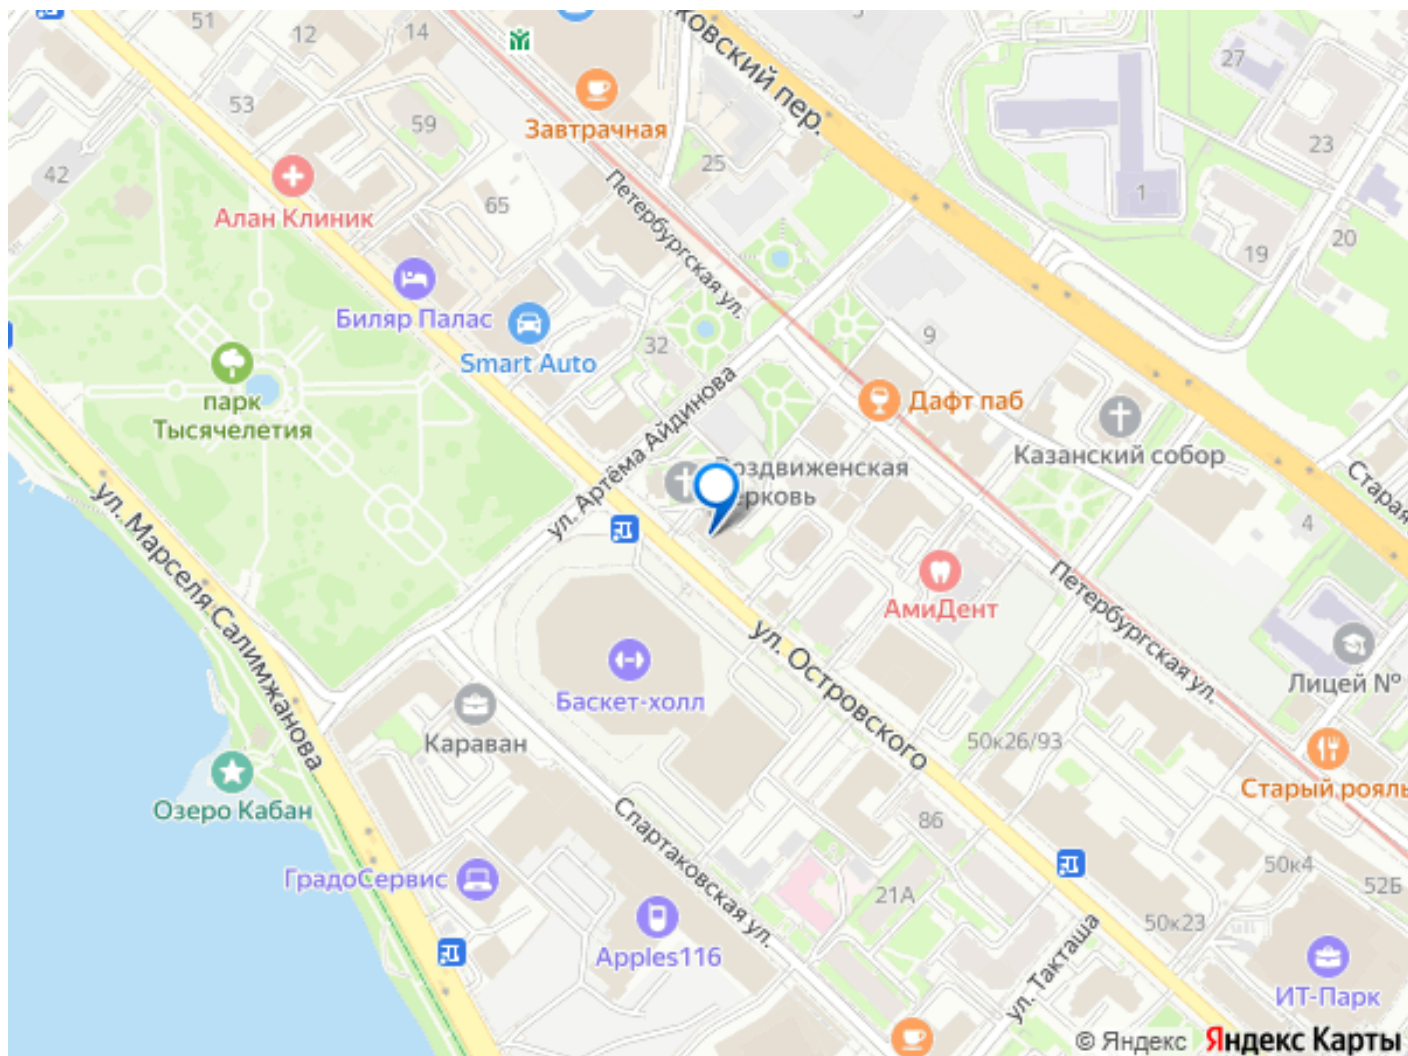 51
12
14
ковский пер.
27
53
59
Завтрачная
25
23
42
Алан Клиник
65
Петербургская ул.
1
20
19
Биляр Палас
Smart Auto
32
9
парк
Тысячелетия
ул. Артёма Айдинова
Дафт паб
Казанский собор
Старая
4
оздвиженская
ерковь
ул. Марселя Салимжанова
АмиДент
Петербургская ул.
ул. Островского
Баскет-холл
Лицей №
Караван
50к26/93
Озеро Кабан
Старый рояль
Спартаковская ул.
86
50к4
52Б
ГрадоСервис
21А
50к23
Apples116
ул. Такташа
ИТ-Парк
© Яндекс Яндекс Карты